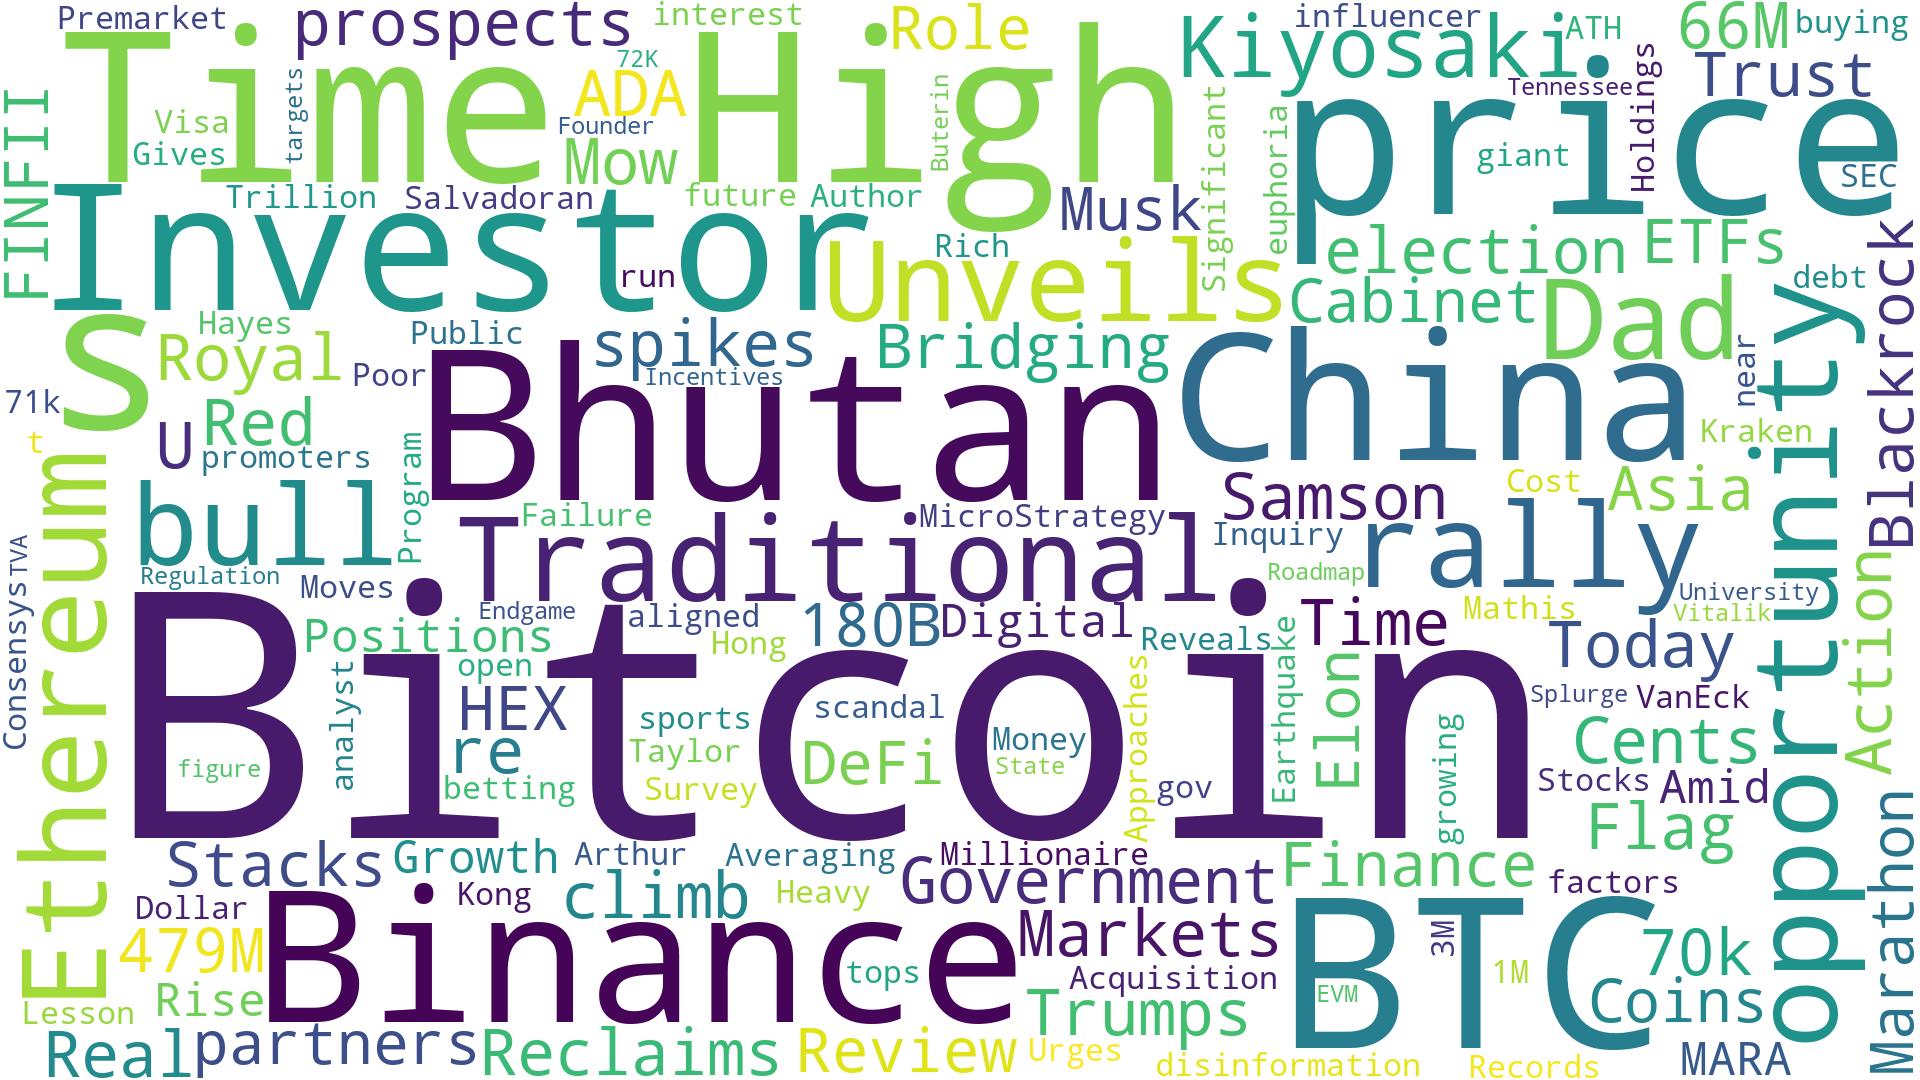 Premarket
prospects
interest
Role
Kiyosaki
influencer
ATH
66M
buying
Time High
72K
ADA
Founder
Mow
Buterin
Tennessee
Holdings
Trust
price
FINFII
Visa
Gives
targets
Significant
euphoria
giant
SEC
Trillion
Salvadoran
future
Author
Musk
Investor
run
Rich
Unveils
election
ETFs
Cabinet
Dad
debt
Blackrock
s
Hayes
Royal
Public
Poor
spikes
Incentives
Bridging
near
71k
t
U
Red
promoters
Program
Bhutan
China
Kraken
opportunity
Ethereum
bull
Failure
MicroStrategy
Samson
Inquiry
Cost
Asia
rally
Traditional
Roadmap
Regulation
Moves
TVA
Consensys
Endgame
aligned
180B
Digital
Reveals
Time
Mathis
University
Vitalik
Today
Action
Positions
Hong
open
analyst
HEX
re
betting
sports
Taylor
Survey
scandal
DeFi
Money
State
Approaches
gov
Earthquake
Elon
growing
Splurge
VanEck
Cents
Stocks
Amid
Flag
figure
Bitcoin
Stacks
Growth
Arthur
Averaging
Millionaire
Government
Finance
factors
Marathon
Dollar
Kong
climb
Heavy
Markets
479M
Binance
tops
Acquisition
BTC
3M
1M
EVM
70k
Coins
Lesson
Rise
Trumps
Real
partners
Reclaims
Review
Urges
disinformation
Records
MARA